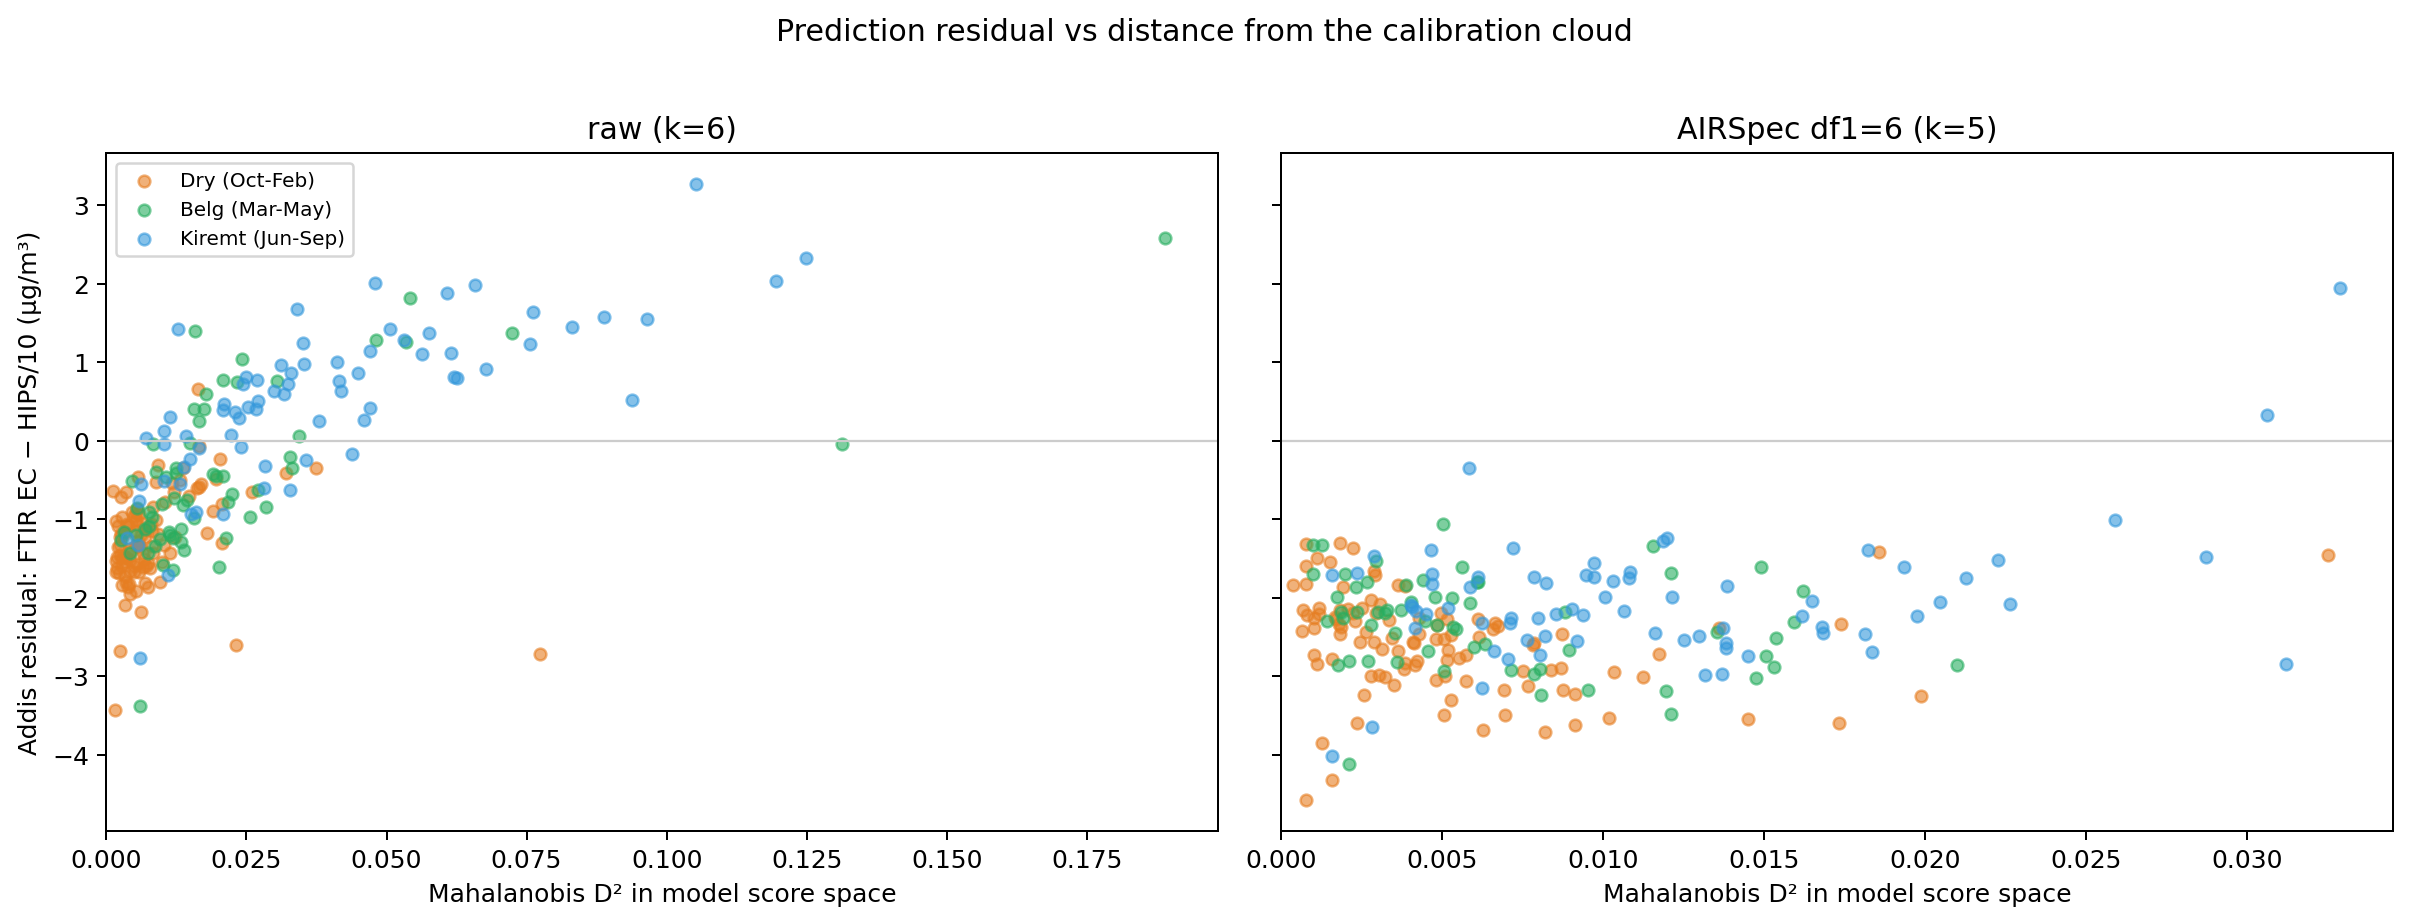 Prediction residual vs distance from the calibration cloud
raw (k=6)
AIRSpec df1=6 (k=5)
Dry (Oct-Feb)
Belg (Mar-May)
Kiremt (Jun-Sep)
Addis residual: FTIR EC − HIPS/10 (µg/m³)
3
2
1
0
−1
−2
−3
−4
0.000 0.025 0.050 0.075 0.100 0.125 0.150 0.175
0.000 0.005 0.010 0.015 0.020 0.025 0.030
Mahalanobis D² in model score space
Mahalanobis D² in model score space